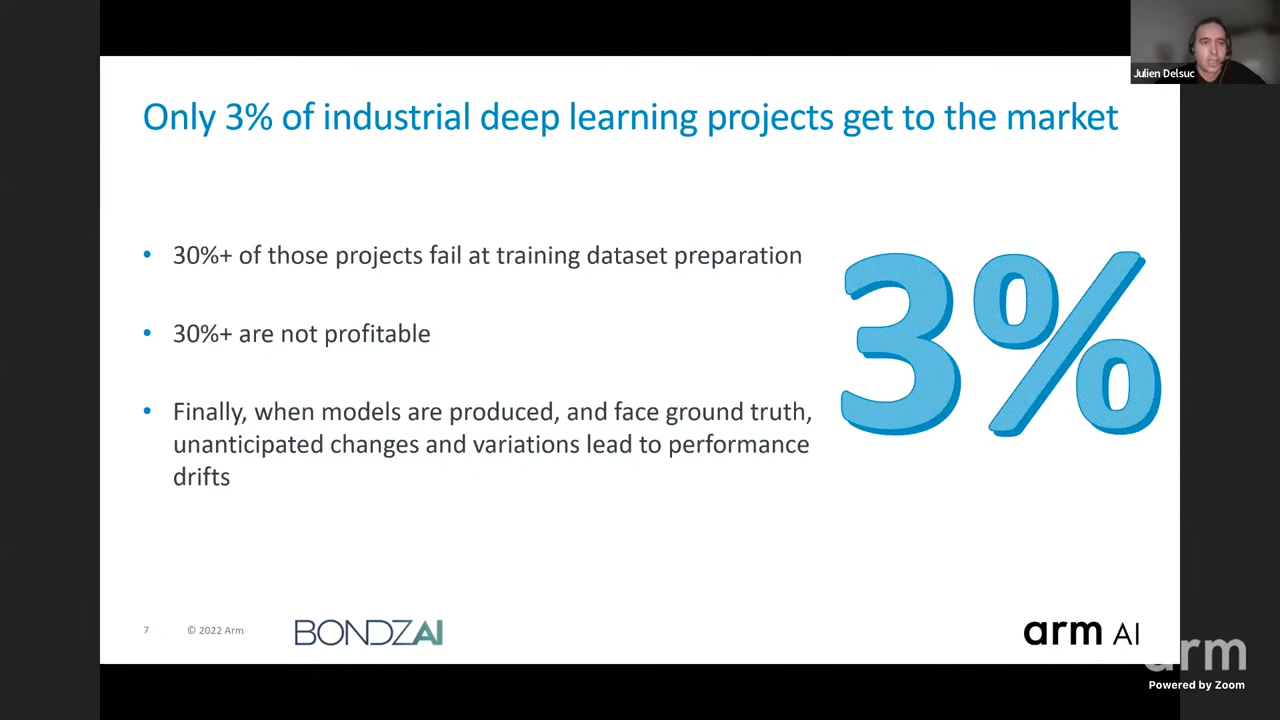 Julien Delsuc
Only 3% of industrial deep learning projects get to the market
• 30%+ of those projects fail at training dataset preparation
• 30%+ are not profitable
• Finally, when models are produced, and face ground truth,
unanticipated changes and variations lead to performance
drifts
3%
7
© 2022 Arm
BONDZAI
arm AI
arm
Powered by Zoom